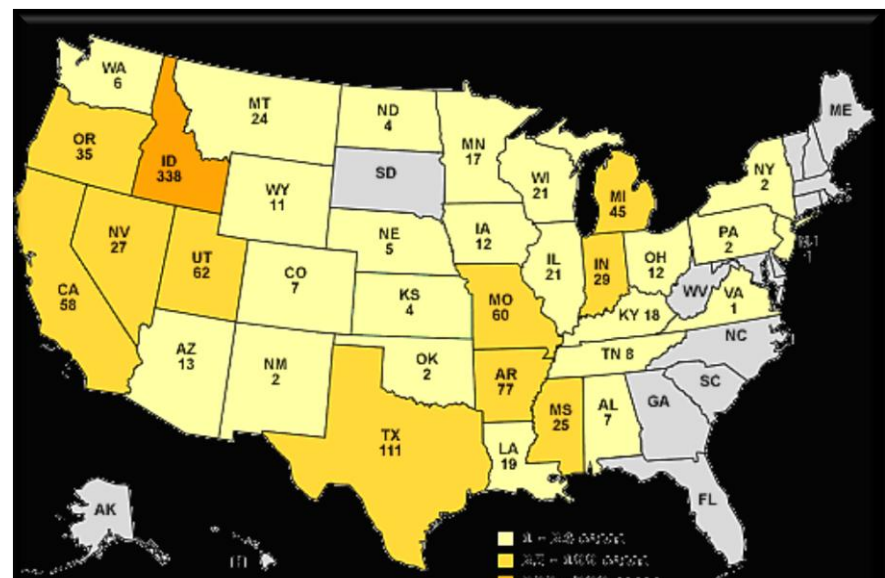 WA
6
MT
24
ND
4
MN
17
ME
OR
35
ID
338
SD
WI
21
MI
45
NY
2
WY
11
IA
12
NE
5
PA
2
NV
27
UT
62
CO
7
IL
21
IN
29
OH
12
WV
VA
1
CA
58
KS
4
MO
60
KY 18
NC
AZ
13
NM
2
OK
2
AR
77
TN 8
SC
MS
25
AL
7
GA
TX
111
LA
19
FL
AK